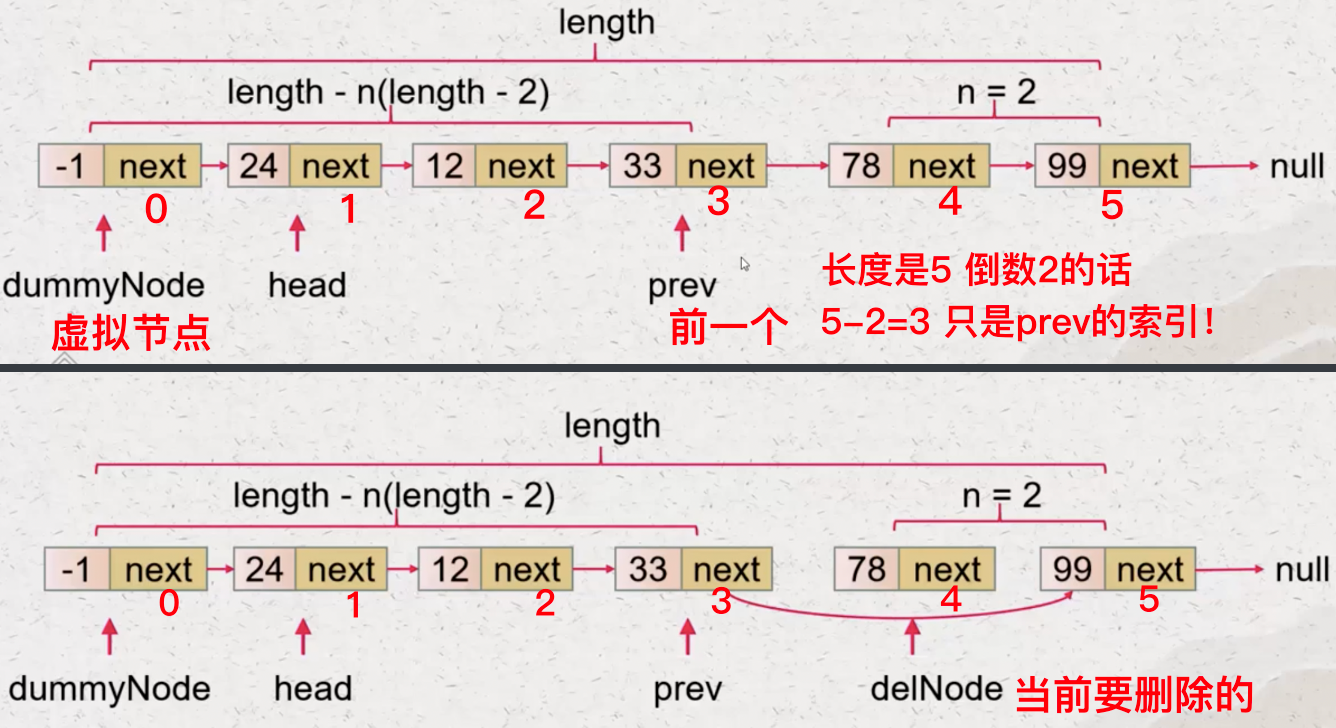 length
length - n(length - 2)
n = 2
-1 next 24 next 12 next 33 next 78 next 99 next null
0 1 2 3 4 5
dummyNode head prev
虚拟节点
前一个
长度是5 倒数2的话
5-2=3 只是prev的索引!
length
length - n(length - 2)
n = 2
-1 next 24 next 12 next 33 next 78 next 99 next null
0 1 2 3 4 5
dummyNode head prev delNode
当前要删除的